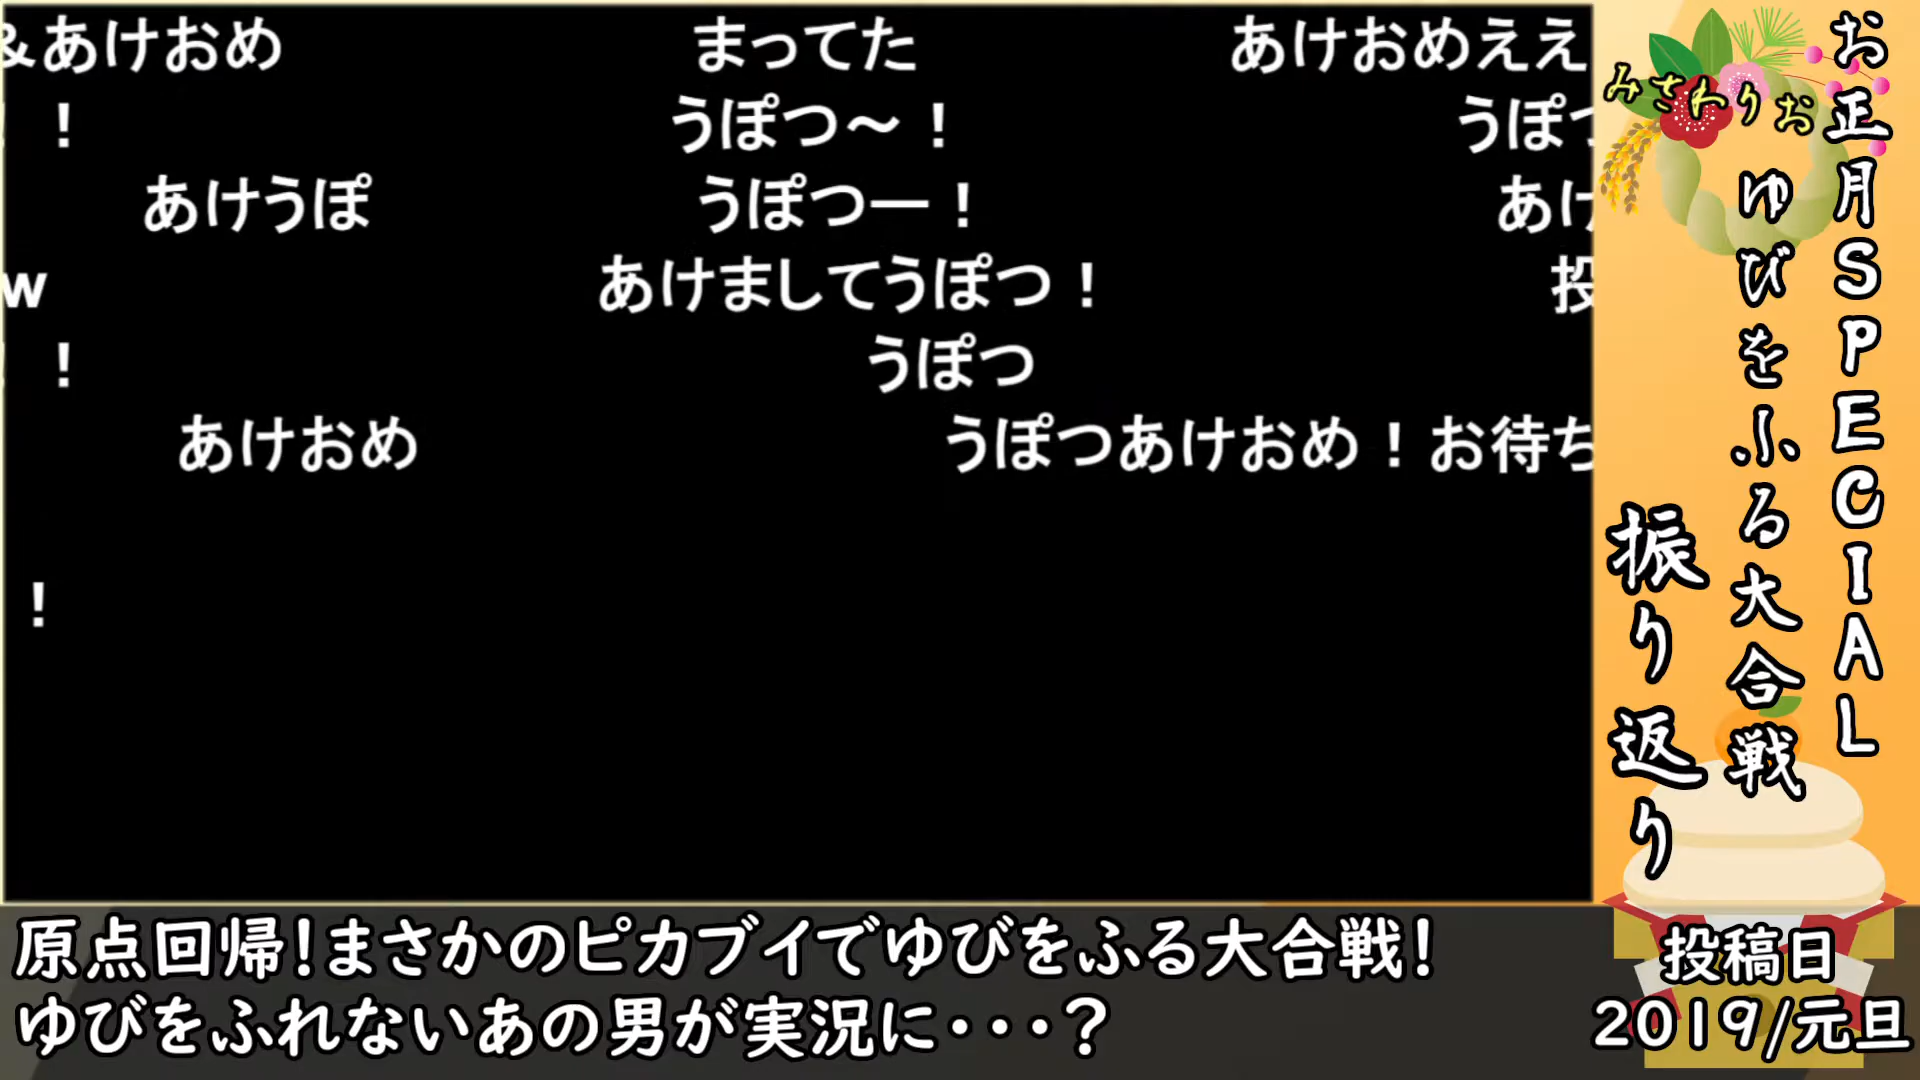 &あけおめ
まってた
あけおめええ
！
うぽつ～！
うぽつ
あけうぽ
うぽつー！
あけ
w
あけましてうぽつ！
投
！
うぽつ
あけおめ
うぽつあけおめ！お待ち
！
お正月SPECIAL
みさわりお
ゆびをふる大合戦
振り返り
原点回帰！まさかのピカブイでゆびをふる大合戦！
ゆびをふれないあの男が実況に・・・？
投稿日
2019/元旦